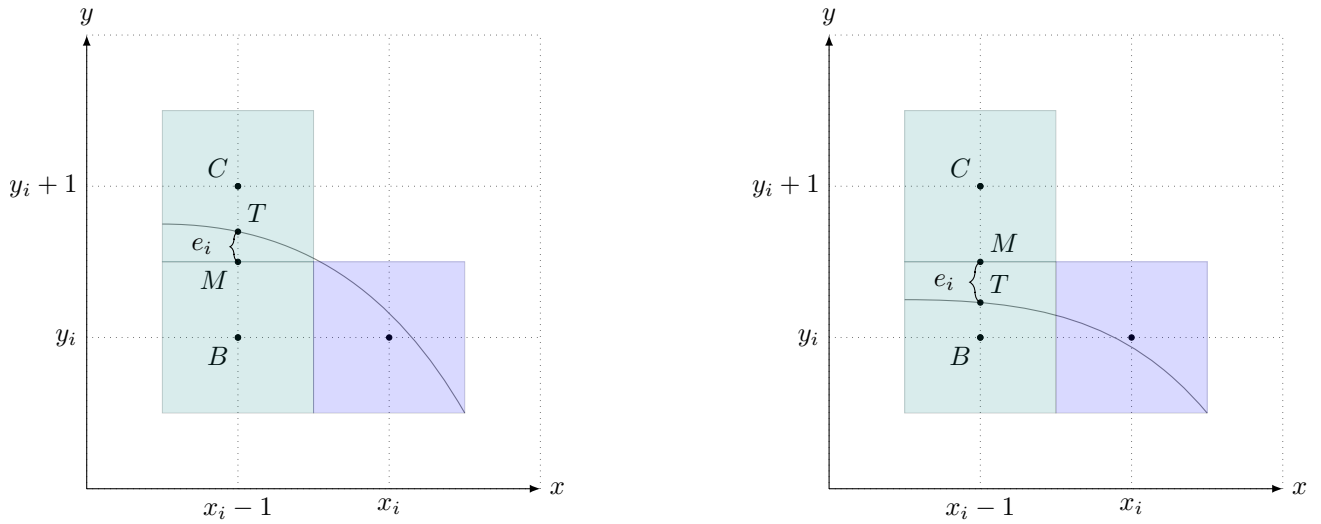 y
C
y_i + 1
T
e_i
M
y_i
B
x_i − 1
x_i
x
y
C
y_i + 1
M
e_i
T
y_i
B
x_i − 1
x_i
x